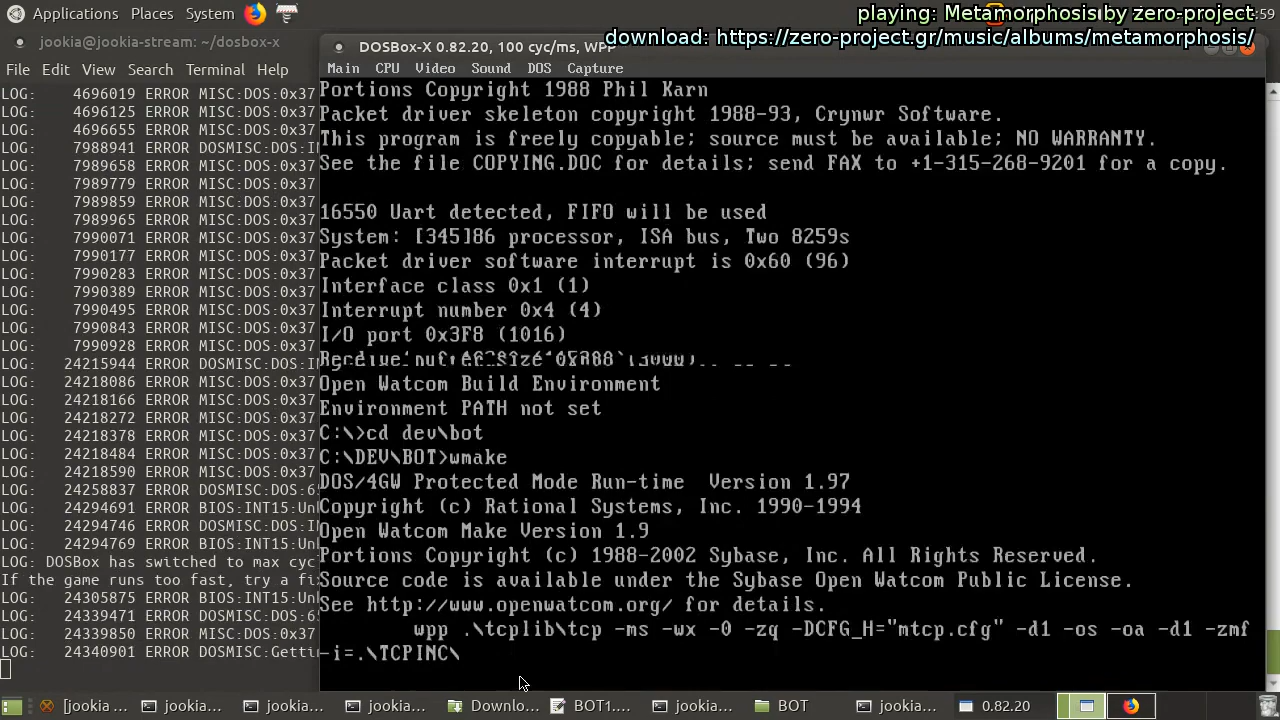 Applications Places System
:59
playing: Metamorphosis by zero-project
download: https://zero-project.gr/music/albums/metamorphosis/
jookia@jookia-stream: ~/dosbox-x
File Edit View Search Terminal Help
LOG: 4696019 ERROR MISC:DOS:0x37
LOG: 4696125 ERROR MISC:DOS:0x37
LOG: 4696655 ERROR MISC:DOS:0x37
LOG: 7988941 ERROR DOSMISC:DOS:I
LOG: 7989658 ERROR MISC:DOS:0x37
LOG: 7989779 ERROR MISC:DOS:0x37
LOG: 7989859 ERROR MISC:DOS:0x37
LOG: 7989965 ERROR MISC:DOS:0x37
LOG: 7990071 ERROR MISC:DOS:0x37
LOG: 7990177 ERROR MISC:DOS:0x37
LOG: 7990283 ERROR MISC:DOS:0x37
LOG: 7990389 ERROR MISC:DOS:0x37
LOG: 7990495 ERROR MISC:DOS:0x37
LOG: 7990843 ERROR MISC:DOS:0x37
LOG: 7990928 ERROR MISC:DOS:0x37
LOG: 24215944 ERROR DOSMISC:IN
LOG: 24218086 ERROR MISC:DOS:0x3
LOG: 24218166 ERROR MISC:DOS:0x3
LOG: 24218272 ERROR MISC:DOS:0x3
LOG: 24218378 ERROR MISC:DOS:0x3
LOG: 24218484 ERROR MISC:DOS:0x3
LOG: 24218590 ERROR MISC:DOS:0x3
LOG: 24258837 ERROR DOSMISC:DOS:6
LOG: 24294691 ERROR BIOS:INT15:Un
LOG: 24294746 ERROR DOSMISC:DOS:I
LOG: 24294769 ERROR BIOS:INT15:Un
LOG: DOSBox has switched to max cyc
If the game runs too fast, try a fi
LOG: 24305875 ERROR BIOS:INT15:Un
LOG: 24339471 ERROR DOSMISC:DOS:6
LOG: 24339850 ERROR MISC:DOS:0x3
LOG: 24340901 ERROR DOSMISC:Getti
DOSBox-X 0.82.20, 100 cyc/ms, WPP
Main CPU Video Sound DOS Capture
Portions Copyright 1988 Phil Karn
Packet driver skeleton copyright 1988-93, Crynwr Software.
This program is freely copyable; source must be available; NO WARRANTY.
See the file COPYING.DOC for details; send FAX to +1-315-268-9201 for a copy.
16550 Uart detected, FIFO will be used
System: [345]86 processor, ISA bus, Two 8259s
Packet driver software interrupt is 0x60 (96)
Interface class 0x1 (1)
Interrupt number 0x4 (4)
I/O port 0x3F8 (1016)
Open Watcom Build Environment
Environment PATH not set
C:\>cd dev\bot
C:\DEV\BOT>wmake
DOS/4GW Protected Mode Run-time  Version 1.97
Copyright (c) Rational Systems, Inc. 1990-1994
Open Watcom Make Version 1.9
Portions Copyright (c) 1988-2002 Sybase, Inc. All Rights Reserved.
Source code is available under the Sybase Open Watcom Public License.
See http://www.openwatcom.org/ for details.
wpp .\tcplib\tcp -ms -wx -0 -zq -DCFG_H="mtcp.cfg" -d1 -os -oa -d1 -zmf
-i=.\TCPINC\
[jookia ... jookia... jookia... jookia... Downlo... BOT1.... jookia... BOT jookia... 0.82.20